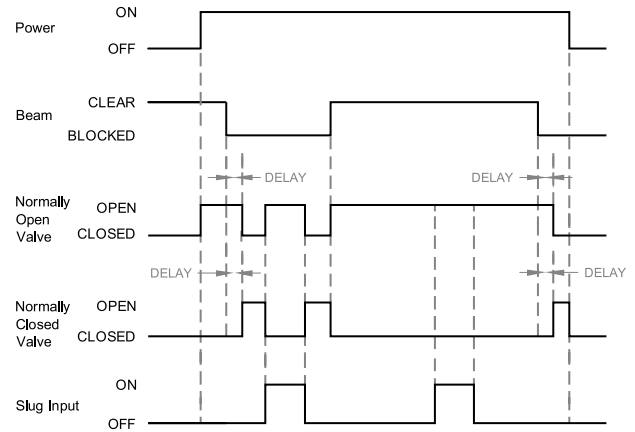 Power
ON
OFF
Beam
CLEAR
BLOCKED
DELAY
DELAY
Normally
Open
Valve
OPEN
CLOSED
DELAY
DELAY
Normally
Closed
Valve
OPEN
CLOSED
Slug Input
ON
OFF